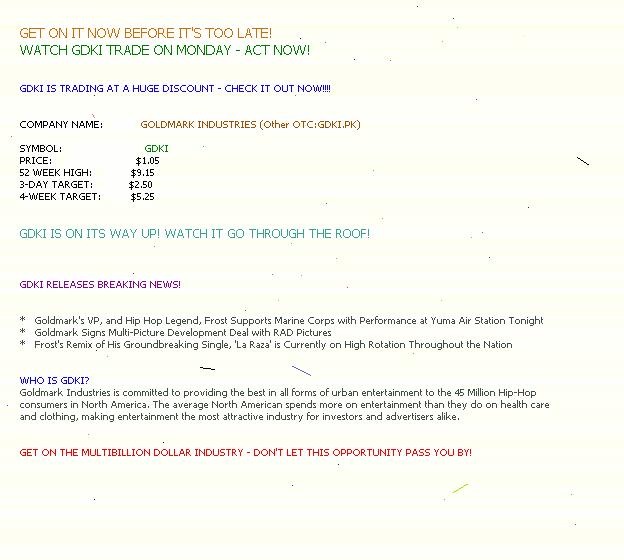 GET ON IT NOW BEFORE IT'S TOO LATE!
WATCH GDKI TRADE ON MONDAY - ACT NOW!
GDKI IS TRADING AT A HUGE DISCOUNT - CHECK IT OUT NOW!!!!
COMPANY NAME: GOLDMARK INDUSTRIES (Other OTC:GDKI.PK)
SYMBOL: GDKI
PRICE: $1.05
52 WEEK HIGH: $9.15
3-DAY TARGET: $2.50
4-WEEK TARGET: $5.25
GDKI IS ON ITS WAY UP! WATCH IT GO THROUGH THE ROOF!
GDKI RELEASES BREAKING NEWS!
* Goldmark's VP, and Hip Hop Legend, Frost Supports Marine Corps with Performance at Yuma Air Station Tonight
* Goldmark Signs Multi-Picture Development Deal with RAD Pictures
* Frost's Remix of His Groundbreaking Single, 'La Raza' is Currently on High Rotation Throughout the Nation
WHO IS GDKI?
Goldmark Industries is committed to providing the best in all forms of urban entertainment to the 45 Million Hip-Hop
consumers in North America. The average North American spends more on entertainment than they do on health care
and clothing, making entertainment the most attractive industry for investors and advertisers alike.
GET ON THE MULTIBILLION DOLLAR INDUSTRY - DON'T LET THIS OPPORTUNITY PASS YOU BY!